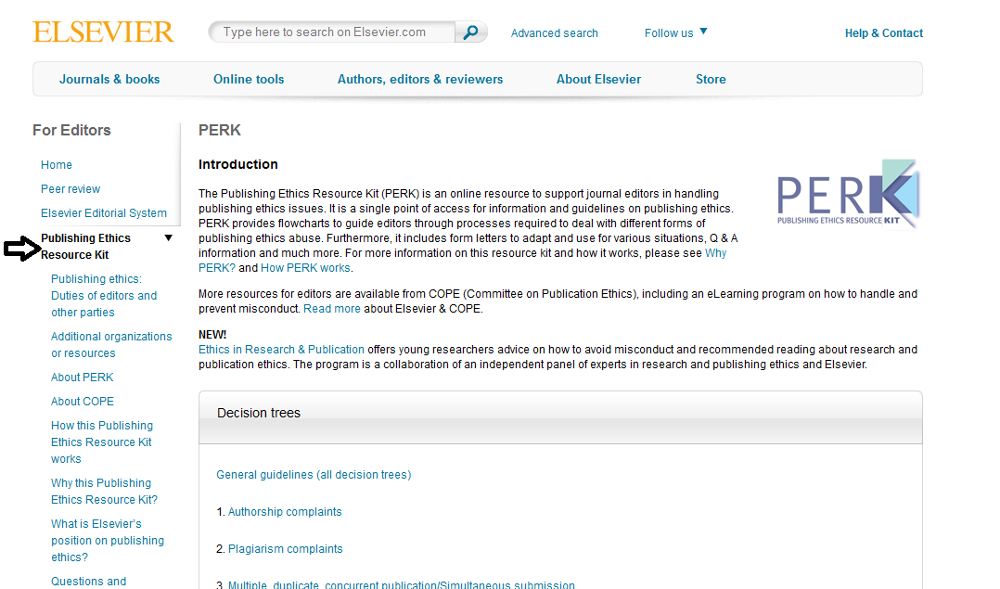 ELSEVIER
Type here to search on Elsevier.com
Advanced search
Follow us
Help & Contact
Journals & books
Online tools
Authors, editors & reviewers
About Elsevier
Store
For Editors
Home
Peer review
Elsevier Editorial System
Publishing Ethics
Resource Kit
Publishing ethics:
Duties of editors and
other parties
Additional organizations
or resources
About PERK
About COPE
How this Publishing
Ethics Resource Kit
works
Why this Publishing
Ethics Resource Kit?
What is Elsevier's
position on publishing
ethics?
Questions and
PERK
Introduction
The Publishing Ethics Resource Kit (PERK) is an online resource to support journal editors in handling
publishing ethics issues. It is a single point of access for information and guidelines on publishing ethics.
PERK provides flowcharts to guide editors through processes required to deal with different forms of
publishing ethics abuse. Furthermore, it includes form letters to adapt and use for various situations, Q & A
information and much more. For more information on this resource kit and how it works, please see Why
PERK? and How PERK works.
PERK
PUBLISHING ETHICS RESOURCE KIT
More resources for editors are available from COPE (Committee on Publication Ethics), including an eLearning program on how to handle and
prevent misconduct. Read more about Elsevier & COPE.
NEW!
Ethics in Research & Publication offers young researchers advice on how to avoid misconduct and recommended reading about research and
publication ethics. The program is a collaboration of an independent panel of experts in research and publishing ethics and Elsevier.
Decision trees
General guidelines (all decision trees)
1. Authorship complaints
2. Plagiarism complaints
3. Multiple, duplicate, concurrent publication/Simultaneous submission